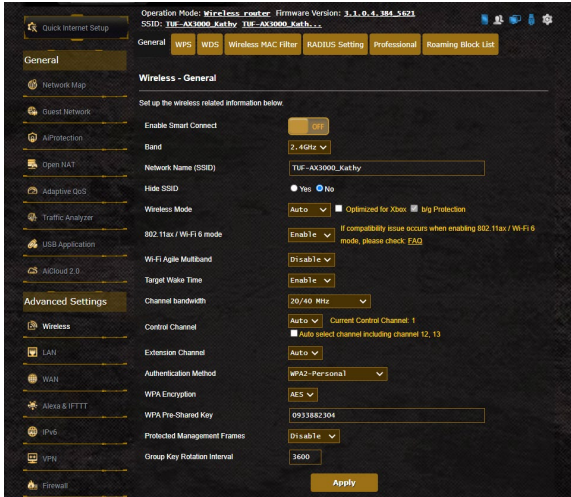 Operation Mode: Wireless router Firmware Version: 3.1.0.4.384_5621
SSID: TUF-AX3000_Kathy TUF-AX3000_Kath...
Quick Internet Setup
General
Network Map
Guest Network
AiProtection
Open NAT
Adaptive QoS
Traffic Analyzer
USB Application
AiCloud 2.0
Advanced Settings
Wireless
LAN
WAN
Alexa & IFTTT
IPv6
VPN
Firewall
General WPS WDS Wireless MAC Filter RADIUS Setting Professional Roaming Block List
Wireless - General
Set up the wireless related information below.
Enable Smart Connect OFF
Band 2.4GHz
Network Name (SSID) TUF-AX3000_Kathy
Hide SSID Yes No
Wireless Mode Auto Optimized for Xbox b/g Protection
802.11ax / Wi-Fi 6 mode Enable If compatibility issue occurs when enabling 802.11ax / Wi-Fi 6
mode, please check: FAQ
Wi-Fi Agile Multiband Disable
Target Wake Time Enable
Channel bandwidth 20/40 MHz
Control Channel Auto Current Control Channel: 1
Auto select channel including channel 12, 13
Extension Channel Auto
Authentication Method WPA2-Personal
WPA Encryption AES
WPA Pre-Shared Key 0933882304
Protected Management Frames Disable
Group Key Rotation Interval 3600
Apply